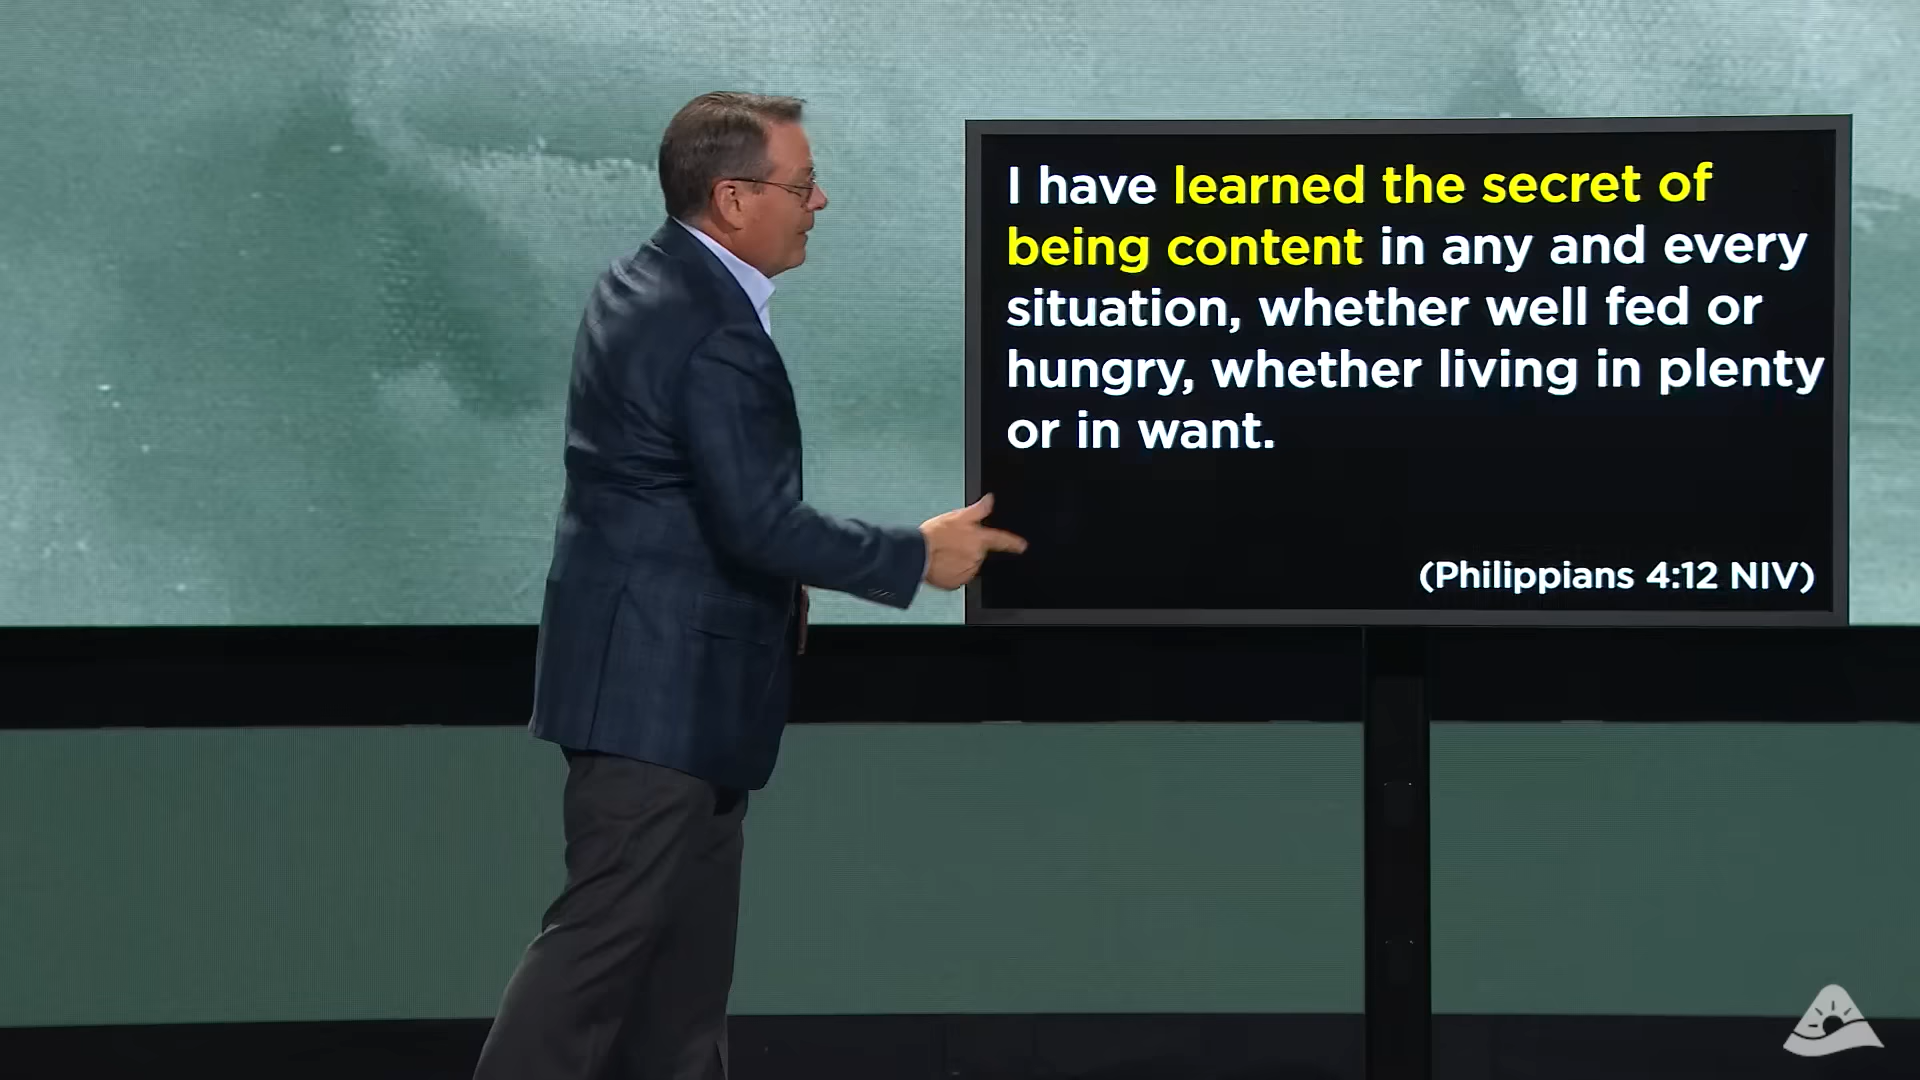 I have learned the secret of
being content in any and every
situation, whether well fed or
hungry, whether living in plenty
or in want.
(Philippians 4:12 NIV)